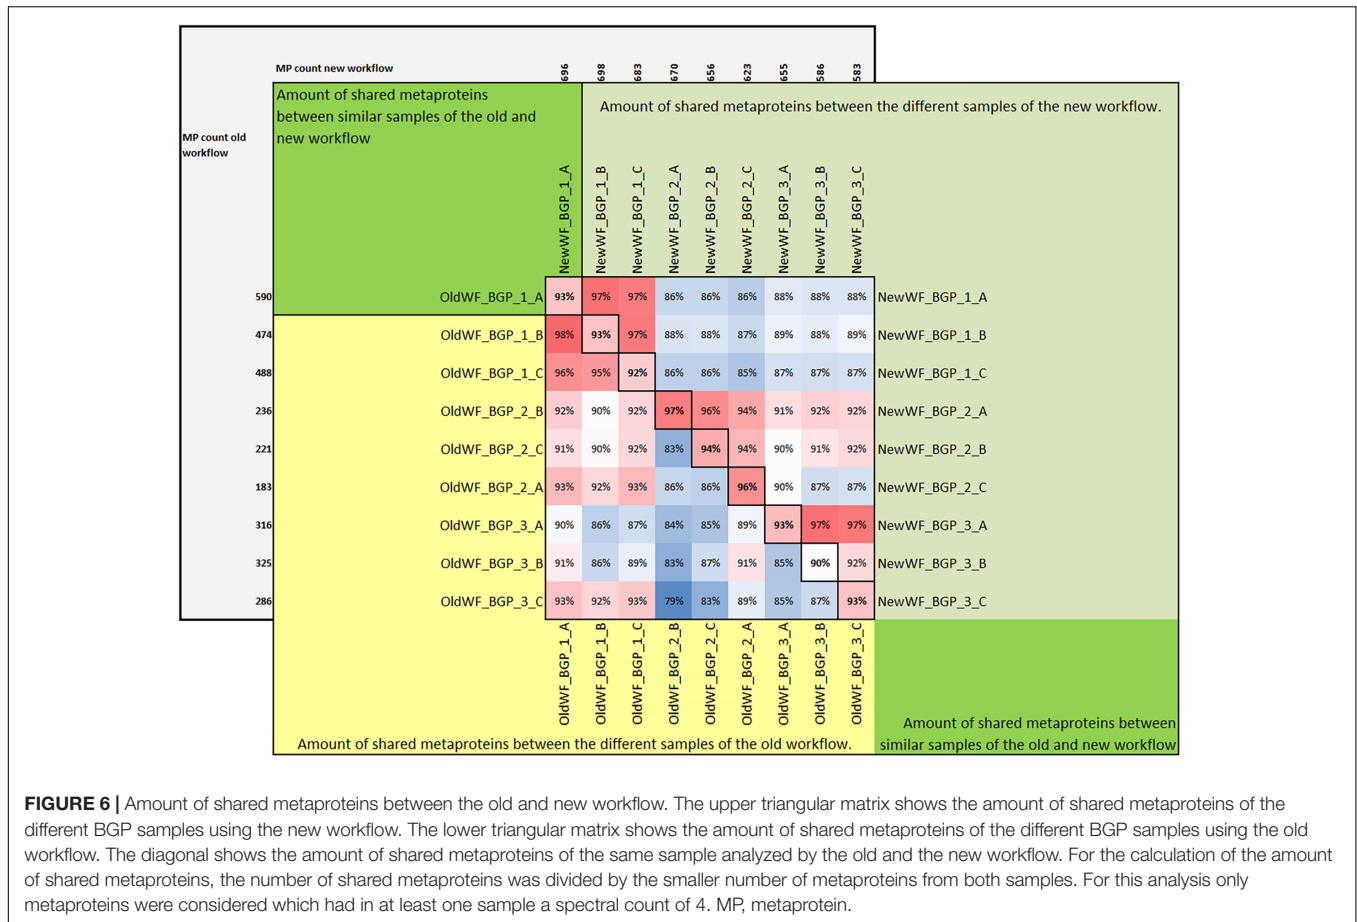 MP count new workflow
696 698 683 670 656 623 655 586 583
Amount of shared metaproteins
between similar samples of the old and
new workflow
Amount of shared metaproteins between the different samples of the new workflow.
MP count old
workflow
NewWF_BGP_1_A
NewWF_BGP_1_B
NewWF_BGP_1_C
NewWF_BGP_2_A
NewWF_BGP_2_B
NewWF_BGP_2_C
NewWF_BGP_3_A
NewWF_BGP_3_B
NewWF_BGP_3_C
590 OldWF_BGP_1_A 93% 97% 97% 86% 86% 86% 88% 88% 88% NewWF_BGP_1_A
474 OldWF_BGP_1_B 98% 93% 97% 88% 88% 87% 89% 88% 89% NewWF_BGP_1_B
488 OldWF_BGP_1_C 96% 95% 92% 86% 86% 85% 87% 87% 87% NewWF_BGP_1_C
236 OldWF_BGP_2_B 92% 90% 92% 97% 96% 94% 91% 92% 92% NewWF_BGP_2_A
221 OldWF_BGP_2_C 91% 90% 92% 83% 94% 94% 90% 91% 92% NewWF_BGP_2_B
183 OldWF_BGP_2_A 93% 92% 93% 86% 86% 96% 90% 87% 87% NewWF_BGP_2_C
316 OldWF_BGP_3_A 90% 86% 87% 84% 85% 89% 93% 97% 97% NewWF_BGP_3_A
325 OldWF_BGP_3_B 91% 86% 89% 83% 87% 91% 85% 90% 92% NewWF_BGP_3_B
286 OldWF_BGP_3_C 93% 92% 93% 79% 83% 89% 85% 87% 93% NewWF_BGP_3_C
OldWF_BGP_1_A
OldWF_BGP_1_B
OldWF_BGP_1_C
OldWF_BGP_2_B
OldWF_BGP_2_C
OldWF_BGP_2_A
OldWF_BGP_3_A
OldWF_BGP_3_B
OldWF_BGP_3_C
Amount of shared metaproteins between the different samples of the old workflow.
Amount of shared metaproteins between
similar samples of the old and new workflow
FIGURE 6 | Amount of shared metaproteins between the old and new workflow. The upper triangular matrix shows the amount of shared metaproteins of the
different BGP samples using the new workflow. The lower triangular matrix shows the amount of shared metaproteins of the different BGP samples using the old
workflow. The diagonal shows the amount of shared metaproteins of the same sample analyzed by the old and the new workflow. For the calculation of the amount
of shared metaproteins, the number of shared metaproteins was divided by the smaller number of metaproteins from both samples. For this analysis only
metaproteins were considered which had in at least one sample a spectral count of 4. MP, metaprotein.